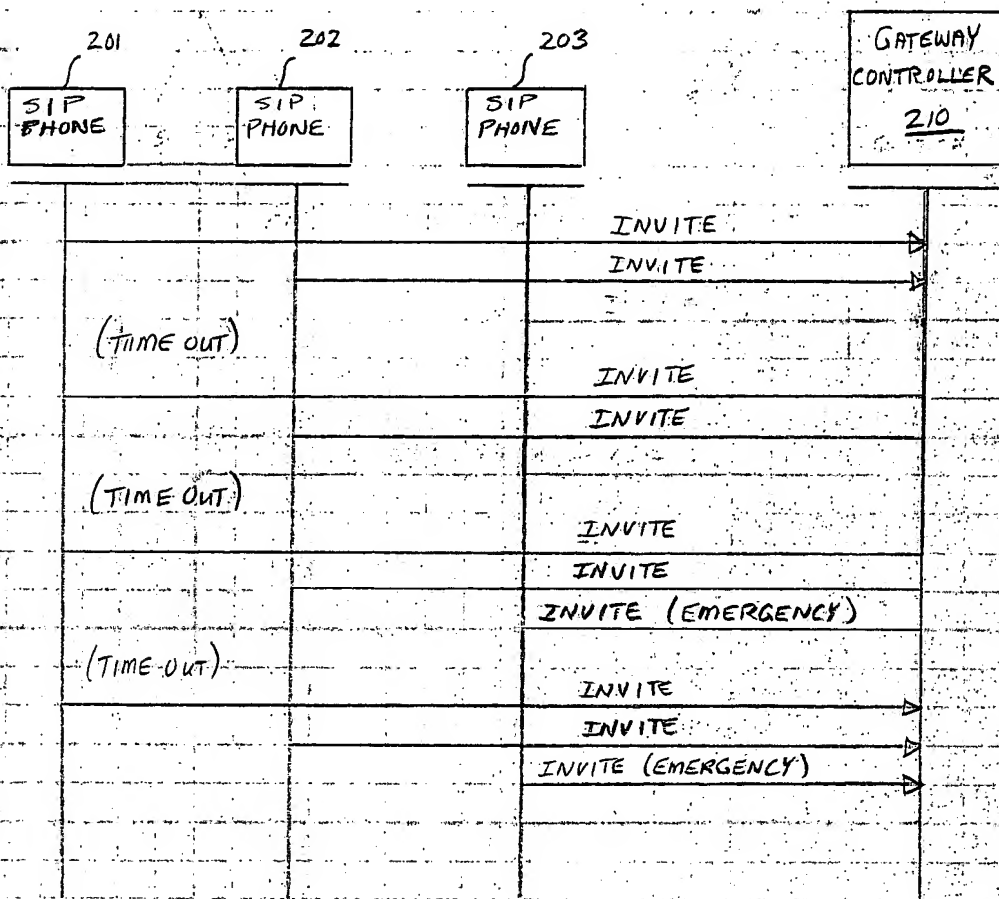 201
202
203
GATEWAY
CONTROLLER
210
SIP
PHONE
SIP
PHONE
SIP
PHONE
INVITE
INVITE
(TIME OUT)
INVITE
INVITE
(TIME OUT)
INVITE
INVITE
INVITE (EMERGENCY)
(TIME OUT)
INVITE
INVITE
INVITE (EMERGENCY)